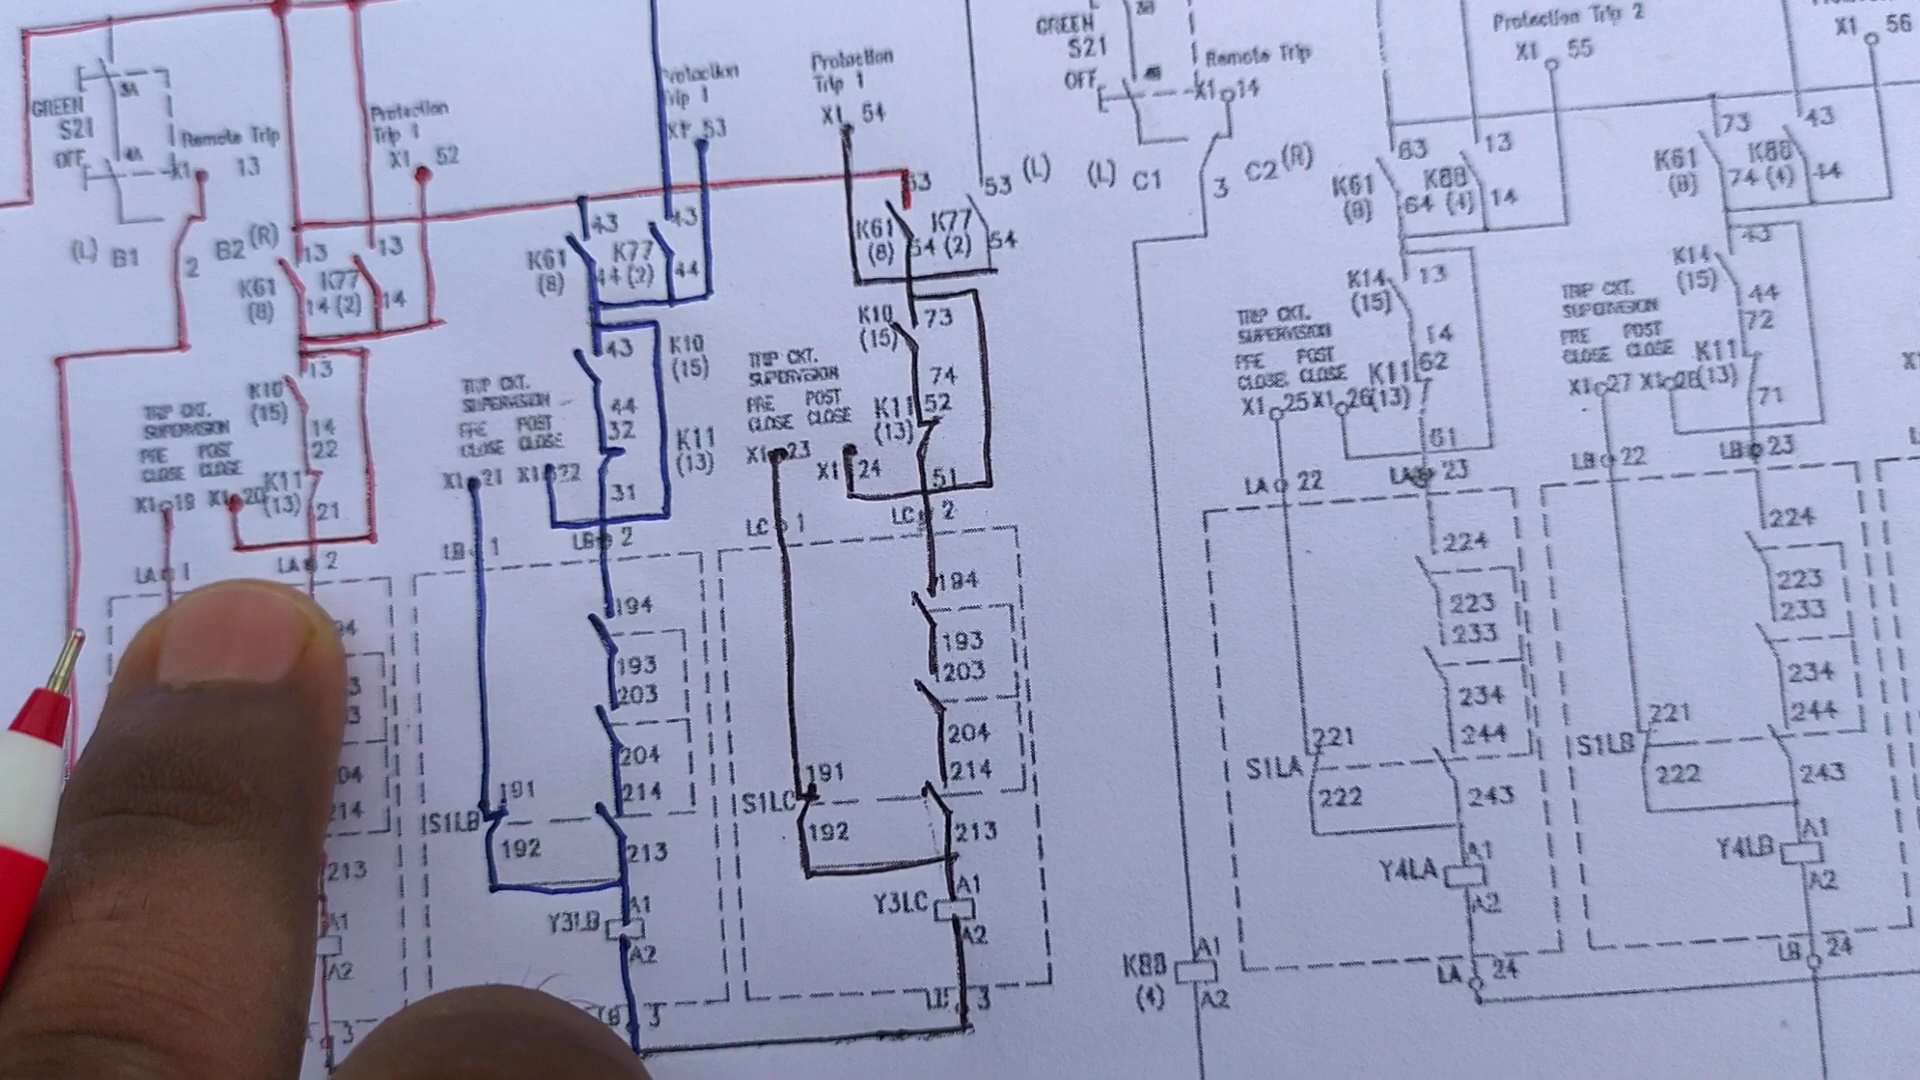 GREEN
S21
OFF
3A
4A
Remote Trip
X1 13
Protection
Trip 1
X1 52
(L) B1
2
B2 (R)
13
K61
(8)
14
13
K77
(2)
14
13
K10
(15)
14
22
K11
(13)
21
TRIP CKT.
SUPERVISION
PRE POST
CLOSE CLOSE
X1 19 X1 20
LA 1
LA 2
213
A1
A2
3
Trip 1
X1 53
43
K61
(8)
44
43
K77
(2)
44
43
K10
(15)
44
32
K11
(13)
31
TRIP CKT.
SUPERVISION
PRE POST
CLOSE CLOSE
X1 21 X1 22
LB 1
LB 2
194
193
203
204
214
191
S1LB
192
213
Y3LB
A1
A2
3
Protection
Trip 1
X1 54
53
K61
(8)
54
53 (L)
K77
(2)
54
K10
(15)
73
74
52
K11
(13)
51
TRIP CKT.
SUPERVISION
PRE POST
CLOSE CLOSE
X1 23
X1 24
LC 1
LC 2
194
193
203
204
214
191
S1LC
192
213
Y3LC
A1
A2
3
GREEN
S21
OFF
Remote Trip
X1 14
(L) C1
3
C2 (R)
K88
(4)
A1
A2
Protection Trip 2
X1 55
63
K61
(8)
64
13
K88
(4)
14
K14
(15)
13
14
62
K11
(13)
61
TRIP CKT.
SUPERVISION
PRE POST
CLOSE CLOSE
X1 25 X1 26
LA 22
LA 23
224
223
233
234
244
221
S1LA
222
243
Y4LA
A1
A2
LA 24
X1 56
73
K61
(8)
74
43
K88
(4)
44
K14
(15)
43
44
72
K11
(13)
71
TRIP CKT.
SUPERVISION
PRE POST
CLOSE CLOSE
X1 27 X1 28
LB 22
LB 23
224
223
233
234
244
221
S1LB
222
243
Y4LB
A1
A2
LB 24